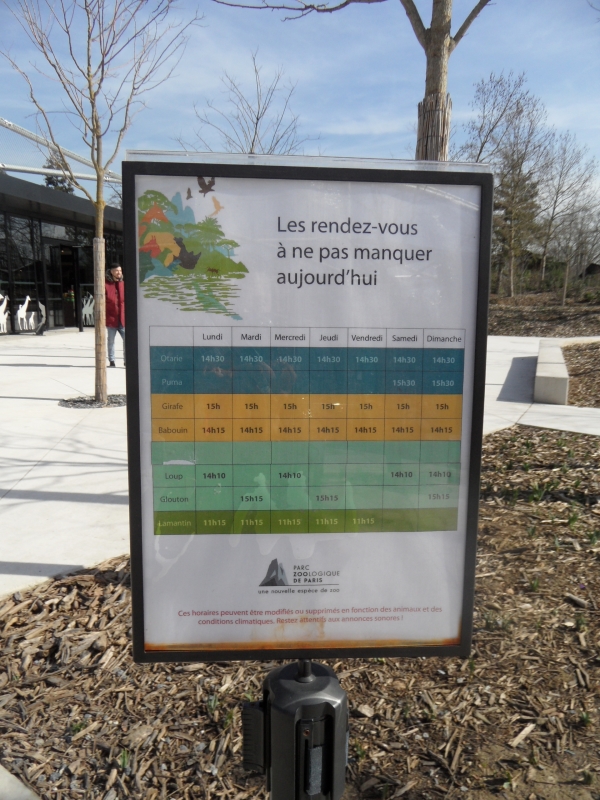 Les rendez-vous
à ne pas manquer
aujourd'hui
Lundi Mardi Mercredi Jeudi Vendredi Samedi Dimanche
Otarie 14h30 14h30 14h30 14h30 14h30 14h30 14h30
Puma 15h30 15h30
Girafe 15h 15h 15h 15h 15h 15h 15h
Babouin 14h15 14h15 14h15 14h15 14h15 14h15 14h15
Loup 14h10 14h10 14h10 14h10
Glouton 15h15 15h15 15h15
Lamantin 11h15 11h15 11h15 11h15 11h15
PARC
ZOOLOGIQUE
DE PARIS
une nouvelle espèce de zoo
Ces horaires peuvent être modifiés ou supprimés en fonction des animaux et des
conditions climatiques. Restez attentifs aux annonces sonores !